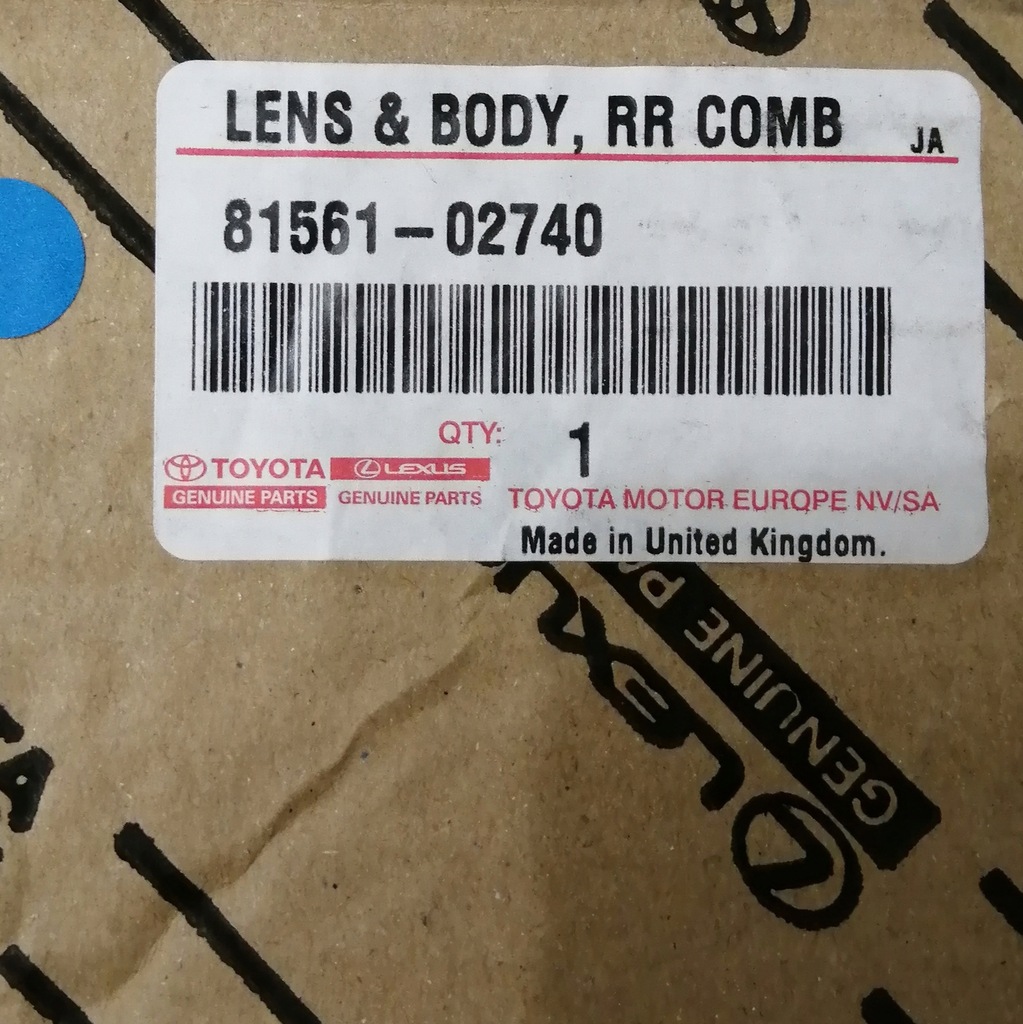 LENS & BODY, RR COMB JA
81561-02740
QTY: 1
TOYOTA LEXUS
GENUINE PARTS GENUINE PARTS TOYOTA MOTOR EUROPE NV/SA
Made in United Kingdom.
LEXUS
GENUINE